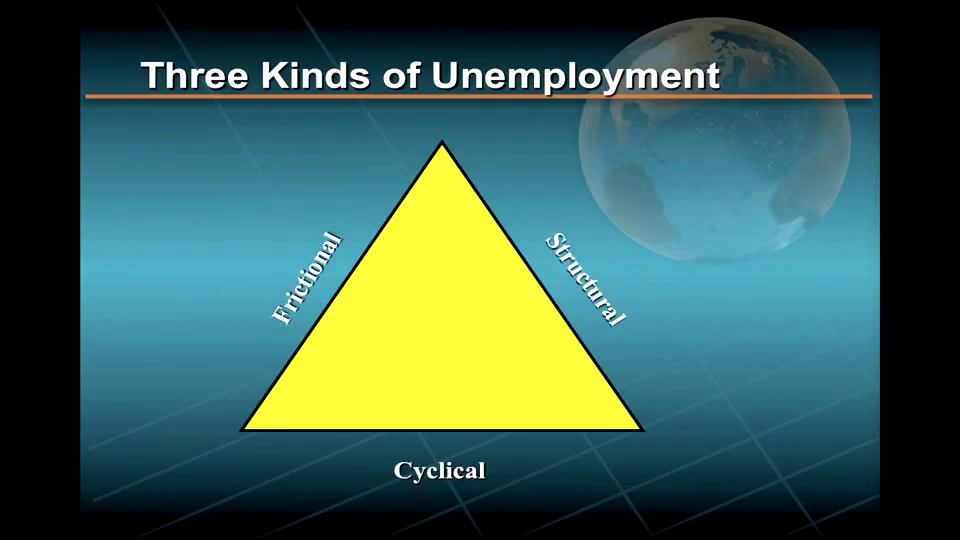 Three Kinds of Unemployment
Frictional
Structural
Cyclical